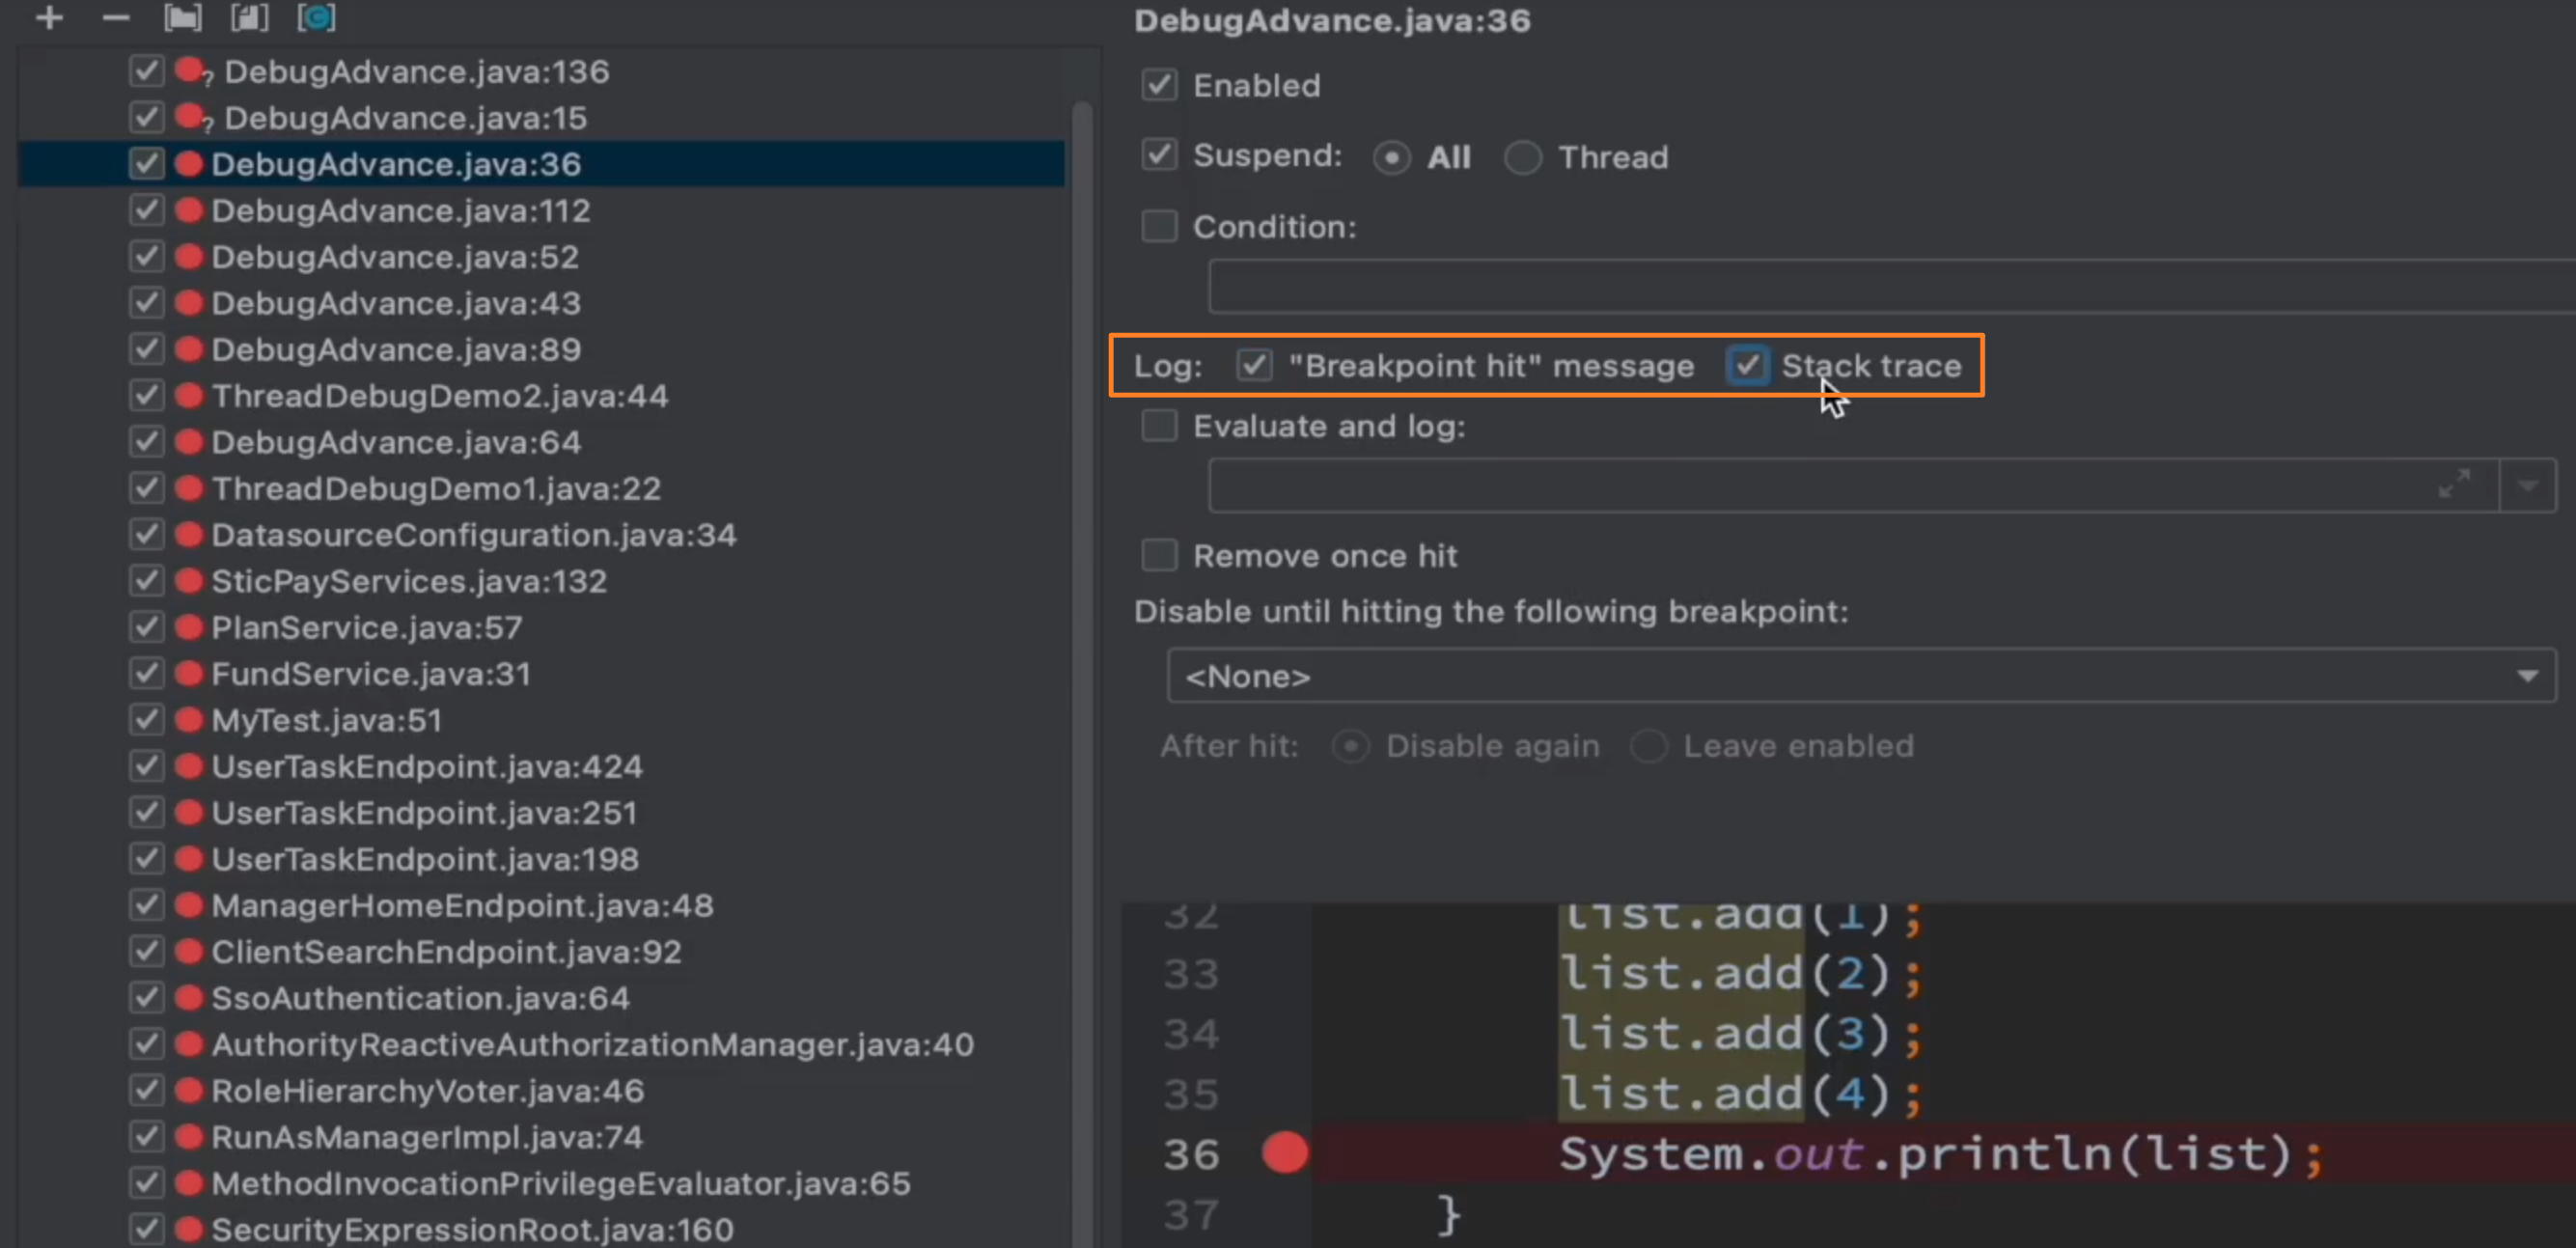 DebugAdvance.java:136
DebugAdvance.java:15
DebugAdvance.java:36
DebugAdvance.java:112
DebugAdvance.java:52
DebugAdvance.java:43
DebugAdvance.java:89
ThreadDebugDemo2.java:44
DebugAdvance.java:64
ThreadDebugDemo1.java:22
DatasourceConfiguration.java:34
SticPayServices.java:132
PlanService.java:57
FundService.java:31
MyTest.java:51
UserTaskEndpoint.java:424
UserTaskEndpoint.java:251
UserTaskEndpoint.java:198
ManagerHomeEndpoint.java:48
ClientSearchEndpoint.java:92
SsoAuthentication.java:64
AuthorityReactiveAuthorizationManager.java:40
RoleHierarchyVoter.java:46
RunAsManagerImpl.java:74
MethodInvocationPrivilegeEvaluator.java:65
SecurityExpressionRoot.java:160
DebugAdvance.java:36
Enabled
Suspend: All Thread
Condition:
Log: "Breakpoint hit" message Stack trace
Evaluate and log:
Remove once hit
Disable until hitting the following breakpoint:
<None>
After hit: Disable again Leave enabled
32 list.add(1);
33 list.add(2);
34 list.add(3);
35 list.add(4);
36 System.out.println(list);
37 }